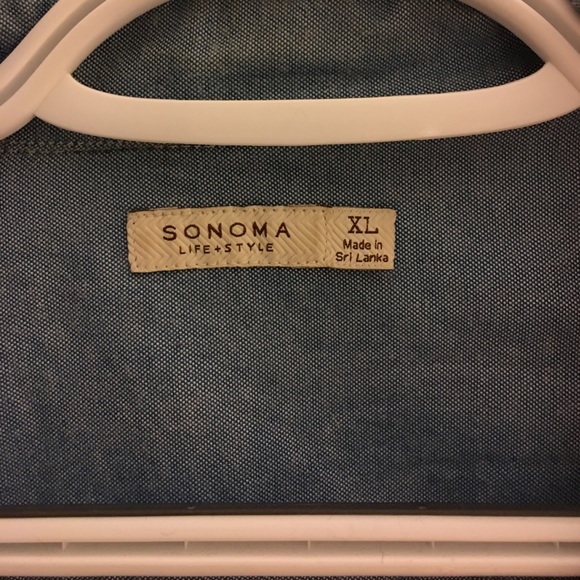 SONOMA
LIFE+STYLE
XL
Made in
Sri Lanka